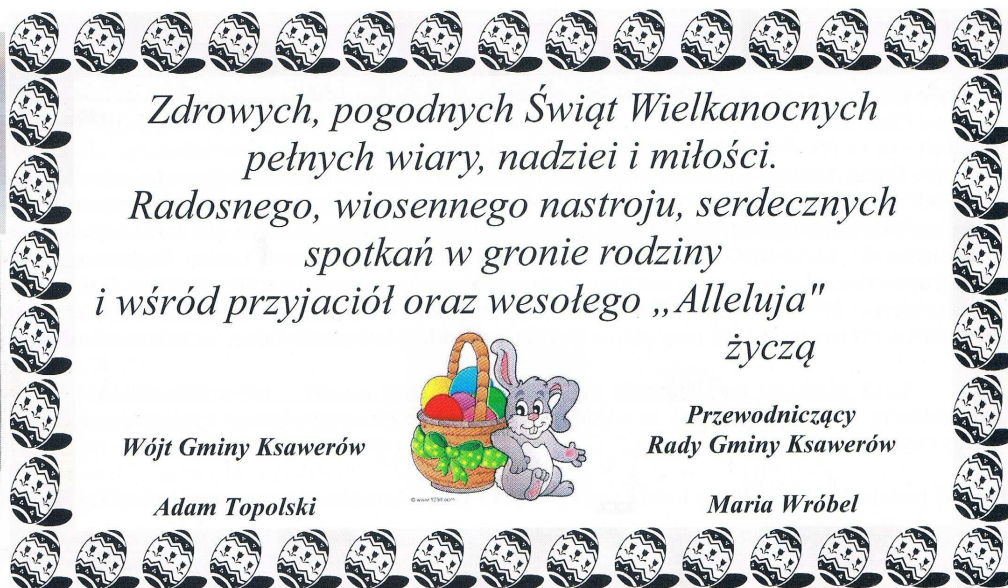 Zdrowych, pogodnych Świąt Wielkanocnych
pełnych wiary, nadziei i miłości.
Radosnego, wiosennego nastroju, serdecznych
spotkań w gronie rodziny
i wśród przyjaciół oraz wesołego „Alleluja"
życzą
Wójt Gminy Ksawerów
Adam Topolski
Przewodniczący
Rady Gminy Ksawerów
Maria Wróbel